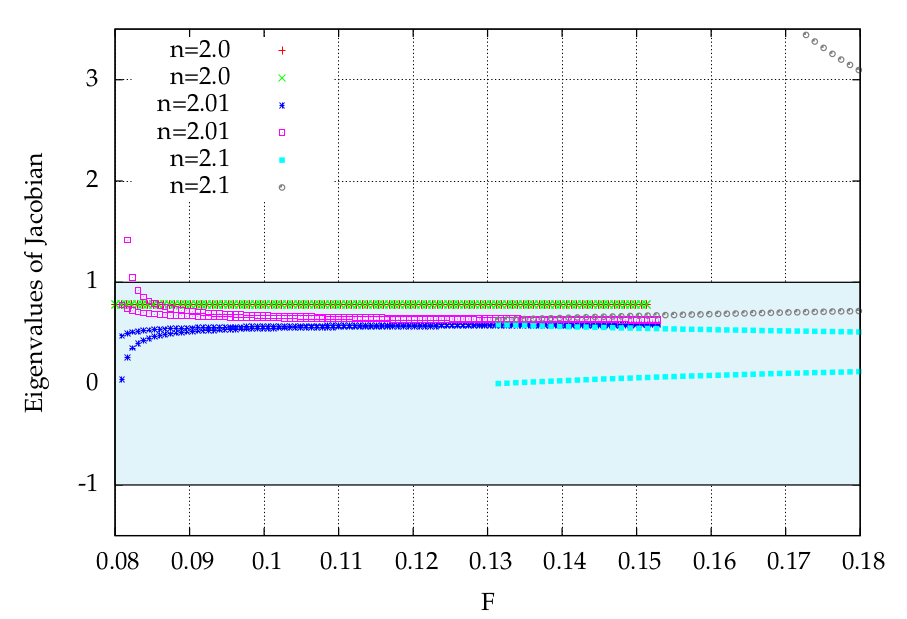 n=2.0
n=2.0
n=2.01
n=2.01
n=2.1
n=2.1
3
2
1
0
-1
Eigenvalues of Jacobian
0.08 0.09 0.1 0.11 0.12 0.13 0.14 0.15 0.16 0.17 0.18
F